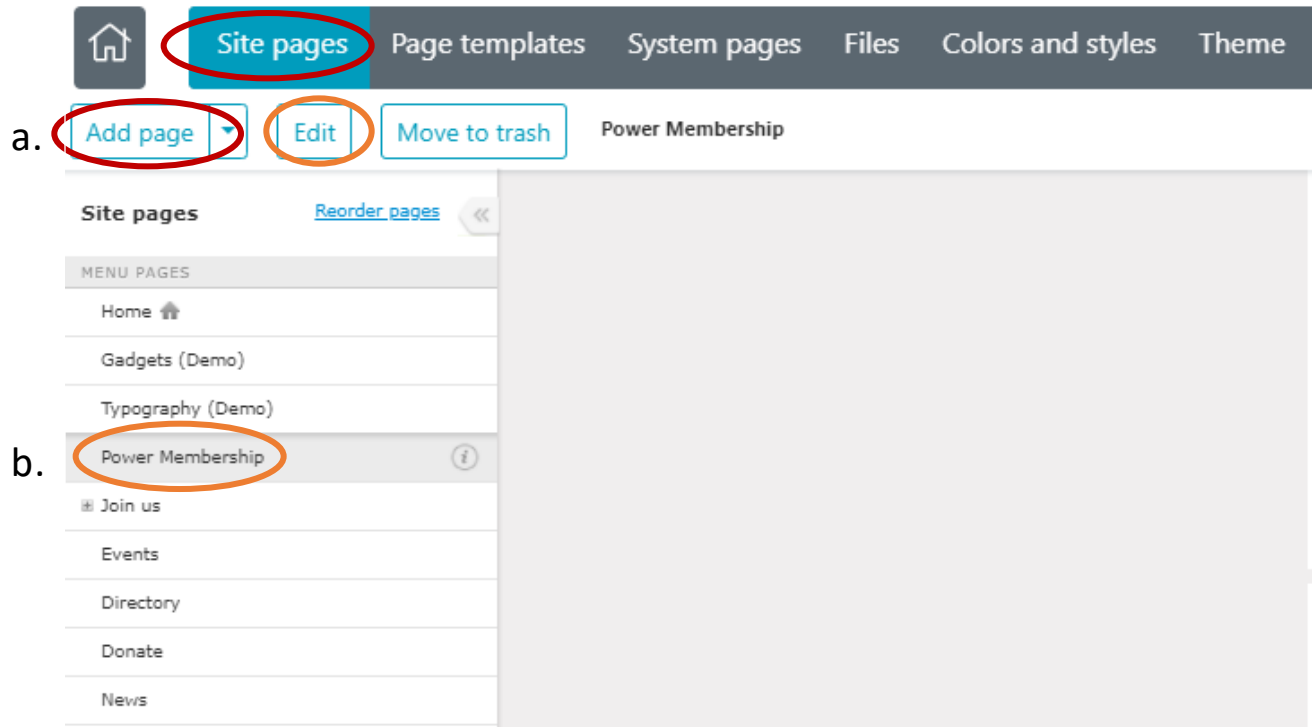 Site pages Page templates System pages Files Colors and styles Theme
a. Add page Edit Move to trash Power Membership
Site pages Reorder pages
MENU PAGES
Home
Gadgets (Demo)
Typography (Demo)
b. Power Membership
Join us
Events
Directory
Donate
News